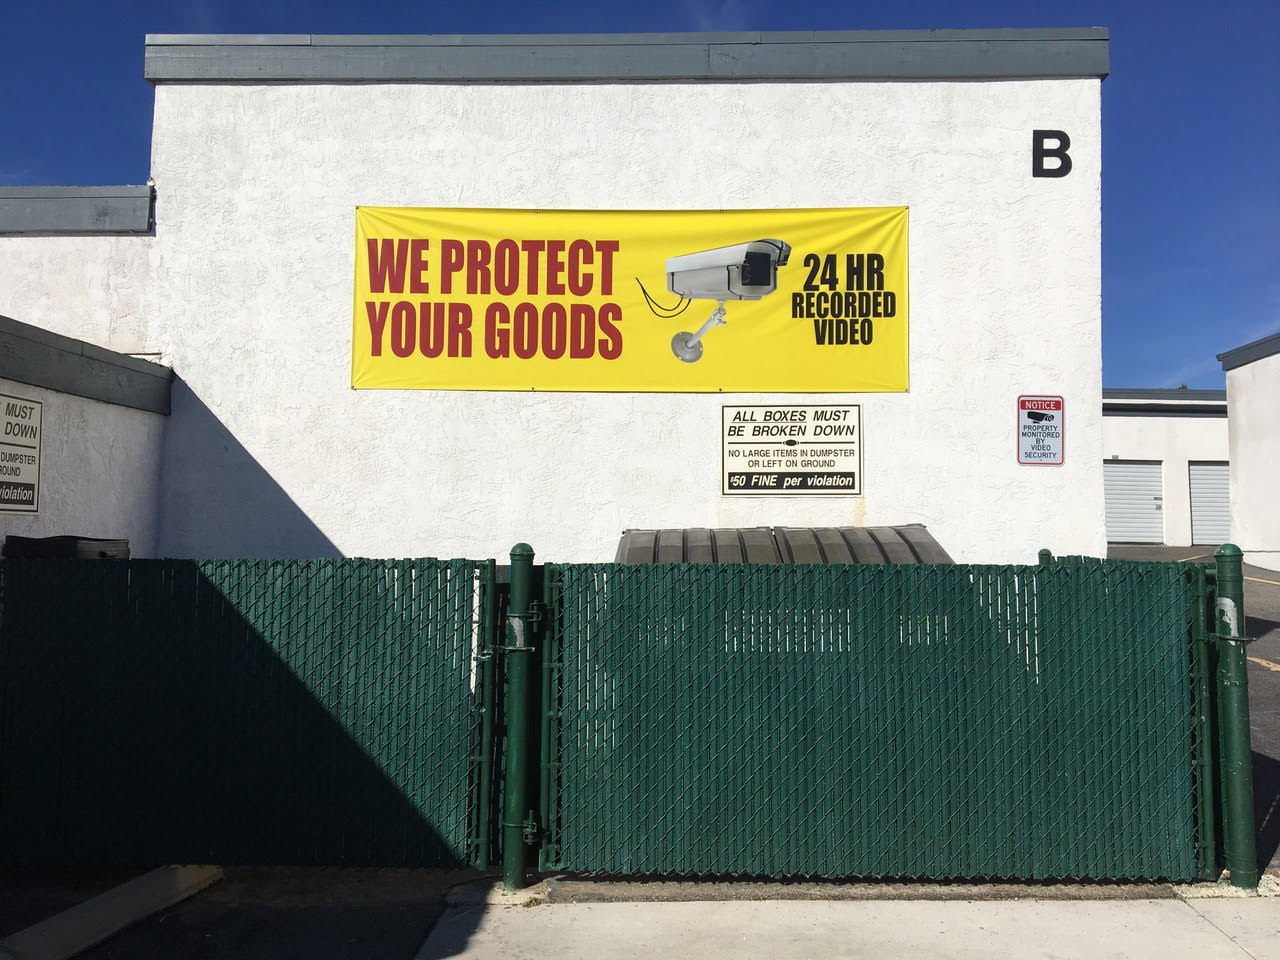 B
WE PROTECT
YOUR GOODS
24 HR
RECORDED
VIDEO
ALL BOXES MUST
BE BROKEN DOWN
NO LARGE ITEMS IN DUMPSTER
OR LEFT ON GROUND
$50 FINE per violation
NOTICE
PROPERTY
MONITORED
BY
VIDEO
SECURITY
MUST
DOWN
DUMPSTER
ROUND
violation